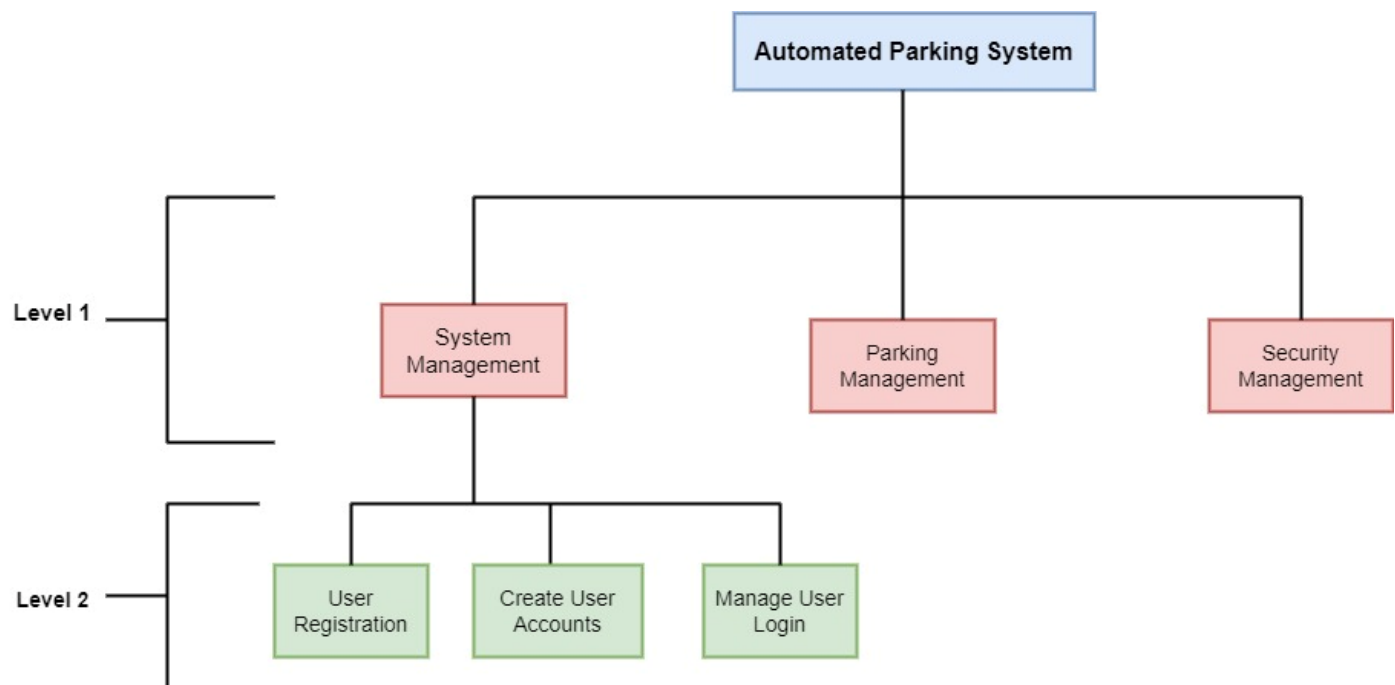 Automated Parking System
Level 1
System
Management
Parking
Management
Security
Management
Level 2
User
Registration
Create User
Accounts
Manage User
Login